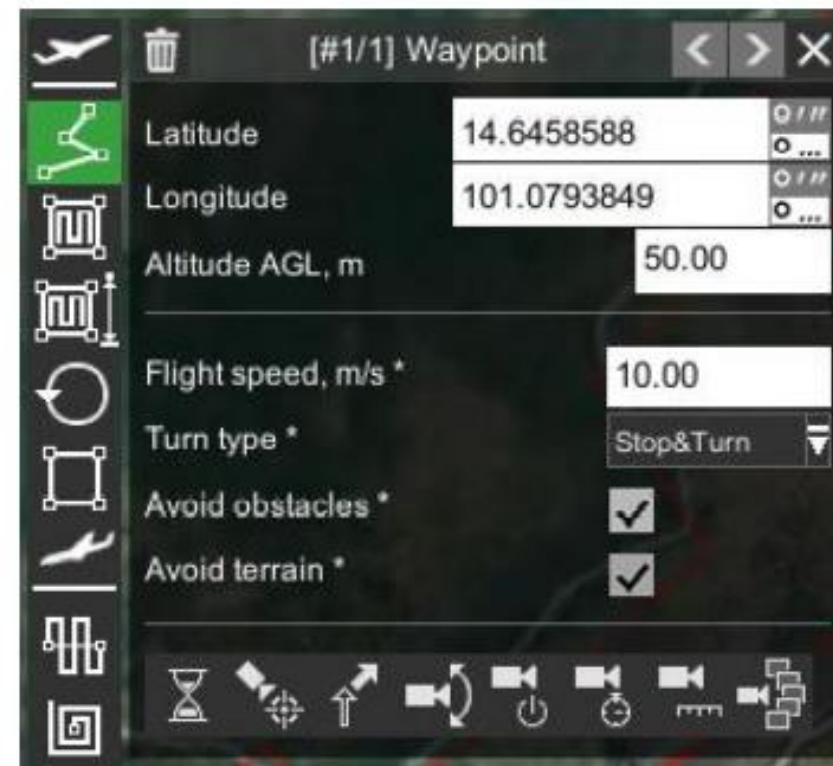 [#1/1] Waypoint
Latitude 14.6458588
Longitude 101.0793849
Altitude AGL, m 50.00
Flight speed, m/s * 10.00
Turn type * Stop&Turn
Avoid obstacles *
Avoid terrain *